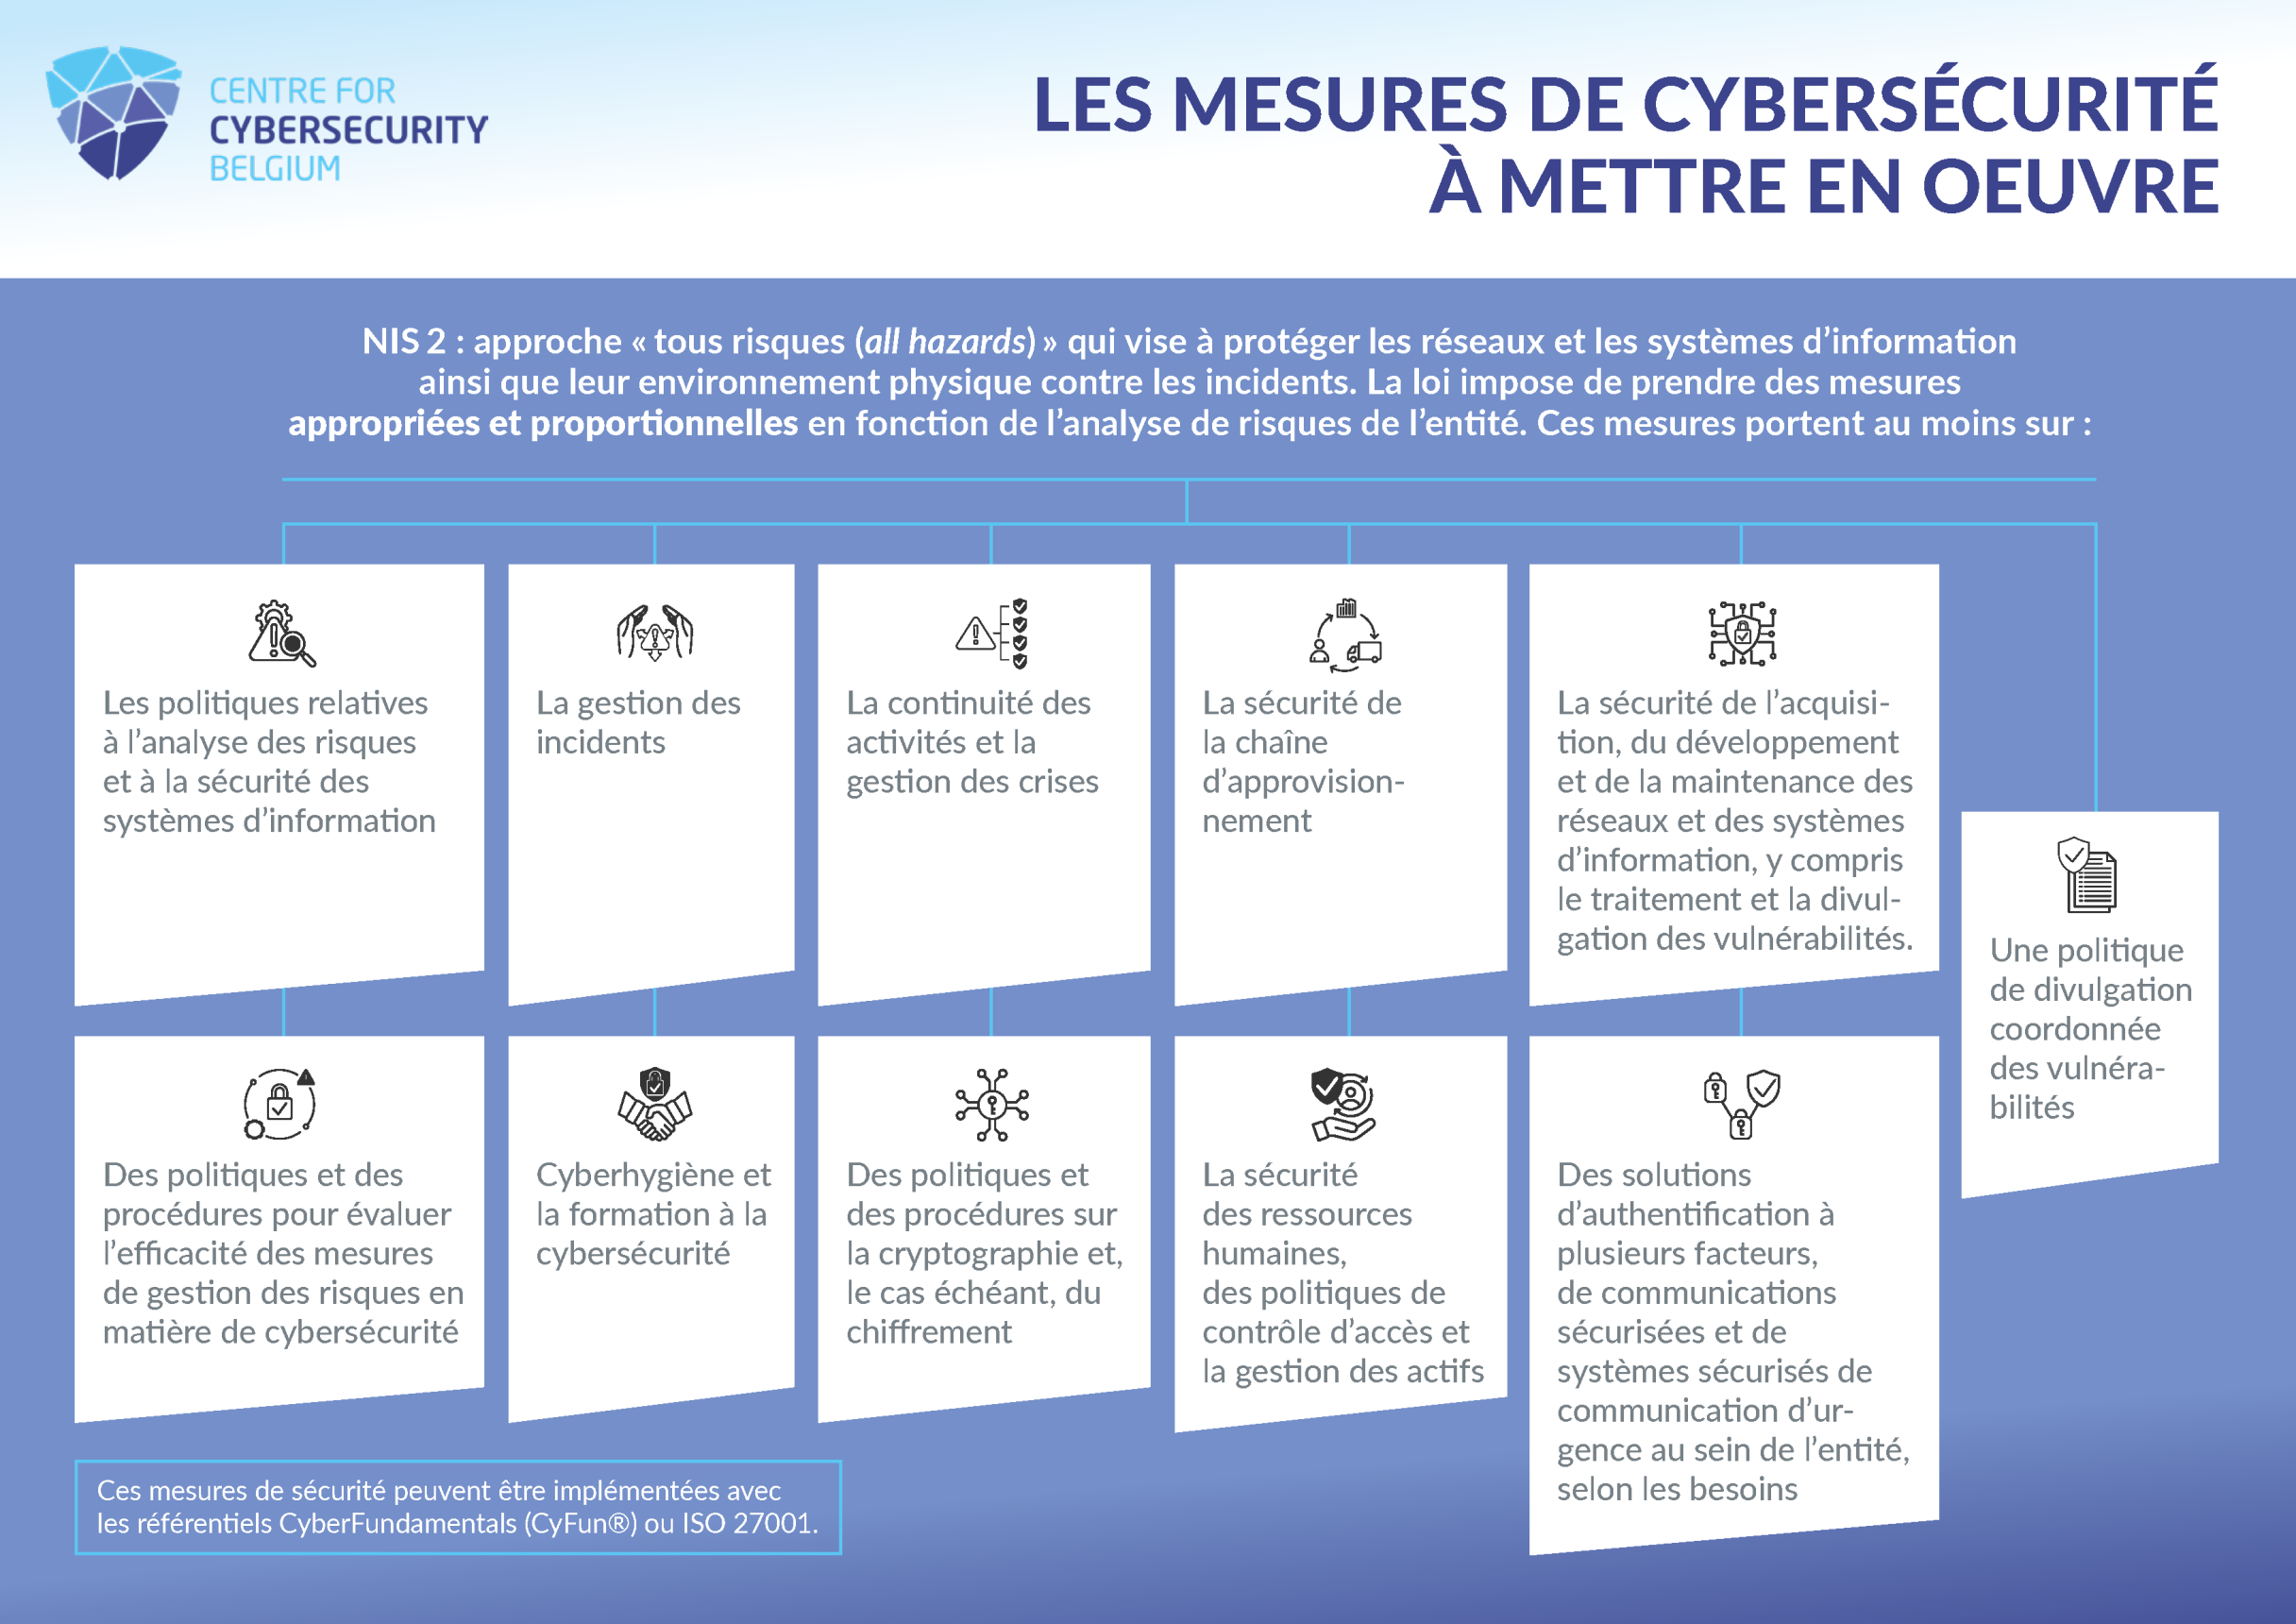 CENTRE FOR
CYBERSECURITY
BELGIUM
LES MESURES DE CYBERSÉCURITÉ
À METTRE EN OEUVRE
NIS 2 : approche « tous risques (all hazards) » qui vise à protéger les réseaux et les systèmes d’information
ainsi que leur environnement physique contre les incidents. La loi impose de prendre des mesures
appropriées et proportionnelles en fonction de l’analyse de risques de l’entité. Ces mesures portent au moins sur :
Les politiques relatives
à l’analyse des risques
et à la sécurité des
systèmes d’information
La gestion des
incidents
La continuité des
activités et la
gestion des crises
La sécurité de
la chaîne
d’approvision-
nement
La sécurité de l’acquisi-
tion, du développement
et de la maintenance des
réseaux et des systèmes
d’information, y compris
le traitement et la divul-
gation des vulnérabilités.
Une politique
de divulgation
coordonnée
des vulnéra-
bilités
Des politiques et des
procédures pour évaluer
l’efficacité des mesures
de gestion des risques en
matière de cybersécurité
Cyberhygiène et
la formation à la
cybersécurité
Des politiques et
des procédures sur
la cryptographie et,
le cas échéant, du
chiffrement
La sécurité
des ressources
humaines,
des politiques de
contrôle d’accès et
la gestion des actifs
Des solutions
d’authentification à
plusieurs facteurs,
de communications
sécurisées et de
systèmes sécurisés de
communication d’ur-
gence au sein de l’entité,
selon les besoins
Ces mesures de sécurité peuvent être implémentées avec
les référentiels CyberFundamentals (CyFun®) ou ISO 27001.